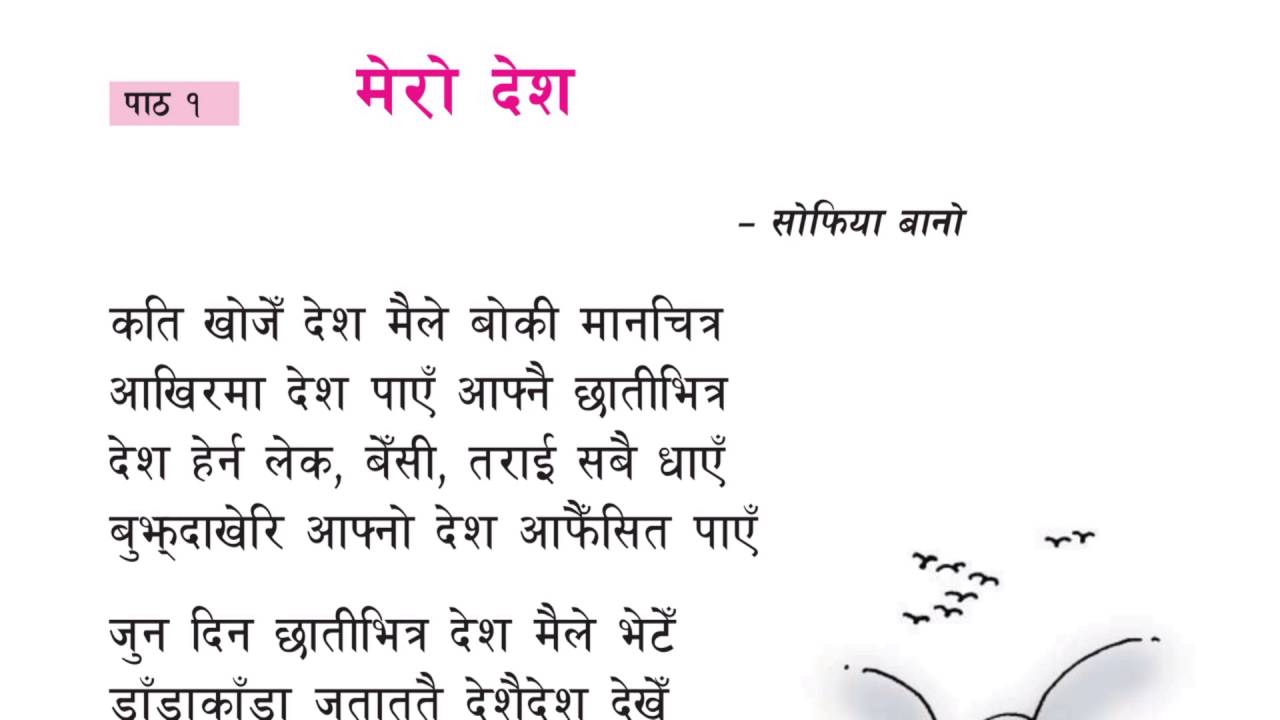 पाठ १
मेरो देश
– सोफिया बानो
कति खोजेँ देश मैले बोकी मानचित्र
आखिरमा देश पाएँ आफ्नै छातीभित्र
देश हेर्न लेक, बेँसी, तराई सबै धाएँ
बुझ्दाखेरि आफ्नो देश आफैँसित पाएँ
जुन दिन छातीभित्र देश मैले भेटेँ
डाँडाकाँडा जताततै देशैदेश देखेँ